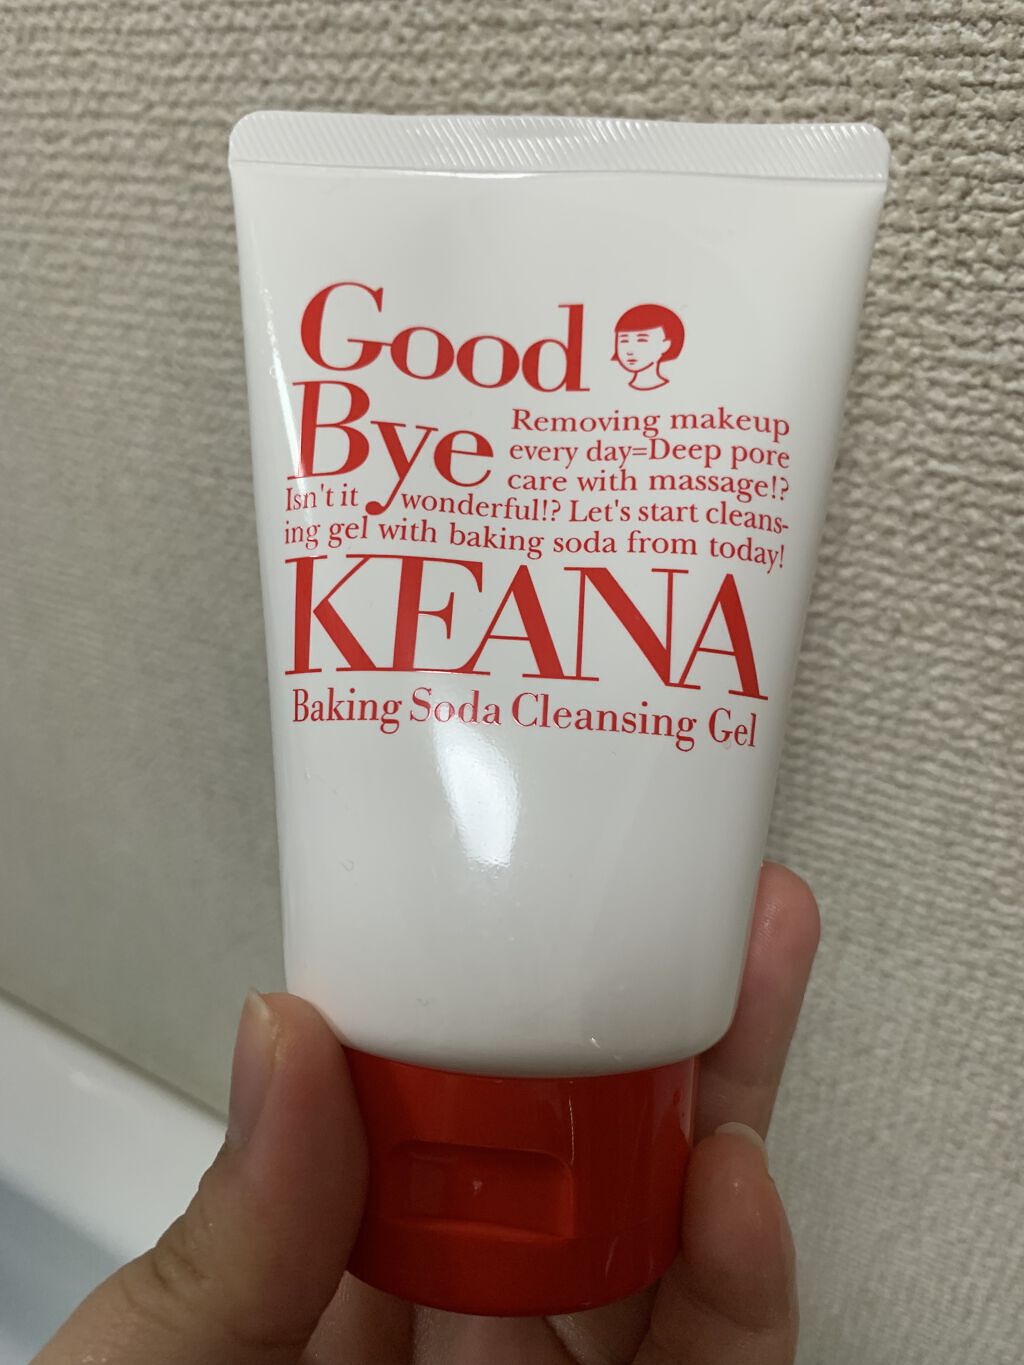 Good
Bye
Removing makeup
every day=Deep pore
care with massage!?
Isn't it wonderful!? Let's start cleans-
ing gel with baking soda from today!
KEANA
Baking Soda Cleansing Gel